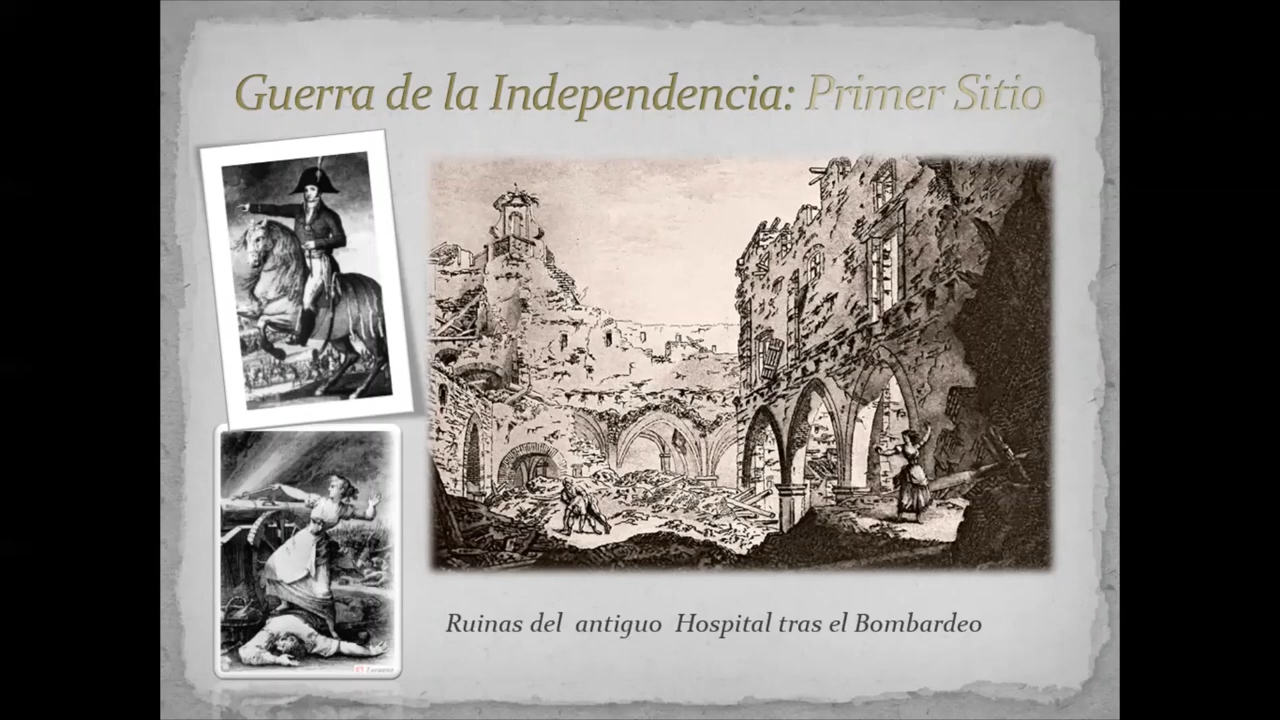 Guerra de la Independencia: Primer Sitio
Ruinas del antiguo Hospital tras el Bombardeo